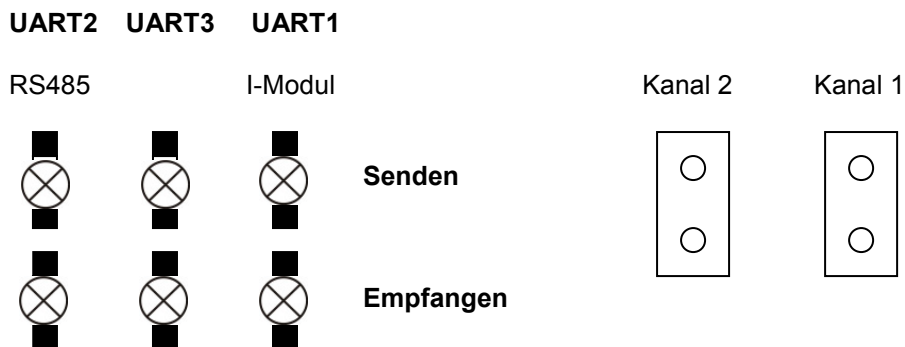 UART2 UART3 UART1
RS485 I-Modul Kanal 2 Kanal 1
Senden
Empfangen